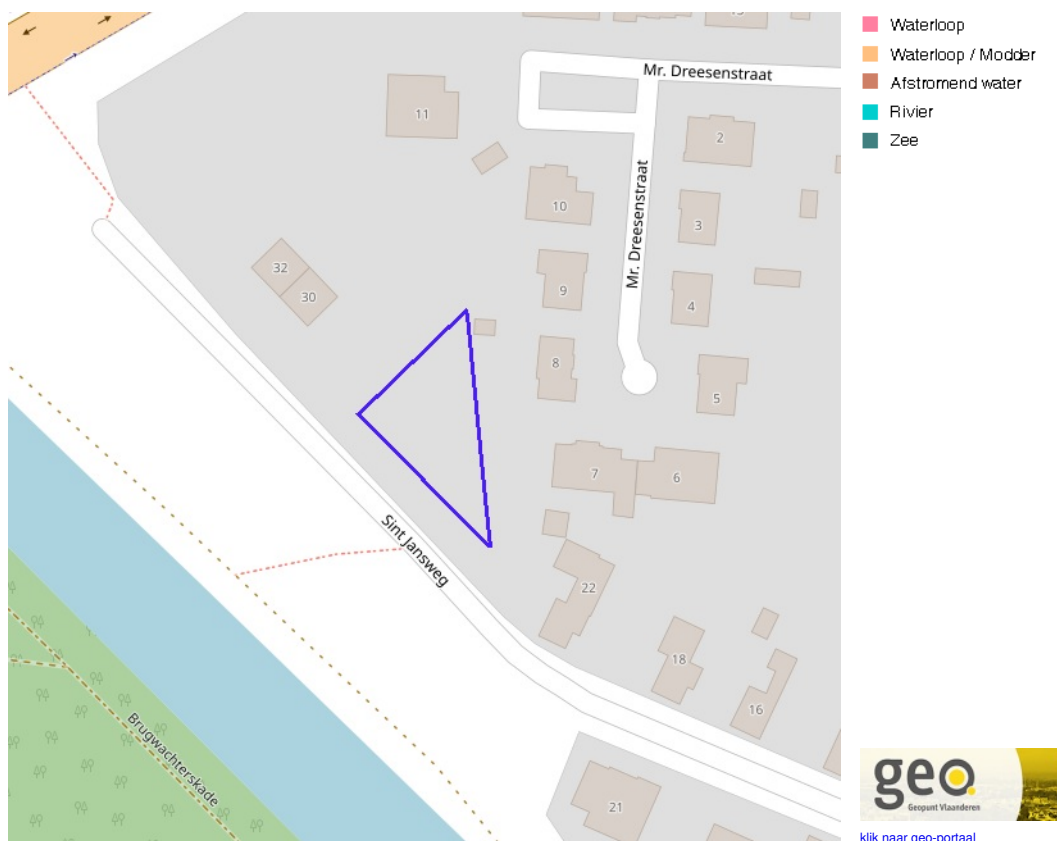 Waterloop
Waterloop / Modder
Afstromend water
Rivier
Zee
Mr. Dreesenstraat
11
2
Mr. Dreesenstraat
10
3
32
30
9
4
8
5
7
6
Sint Jansweg
22
18
16
Brugwachterskade
21
geo
Geopunt Vlaanderen
klik naar geo-portaal